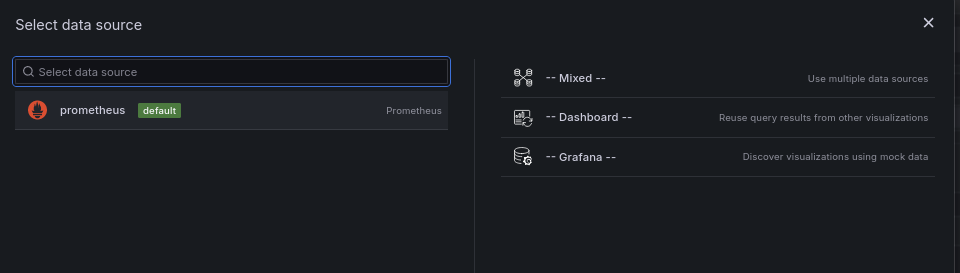 Select data source
Select data source
prometheus default Prometheus
-- Mixed -- Use multiple data sources
-- Dashboard -- Reuse query results from other visualizations
-- Grafana -- Discover visualizations using mock data